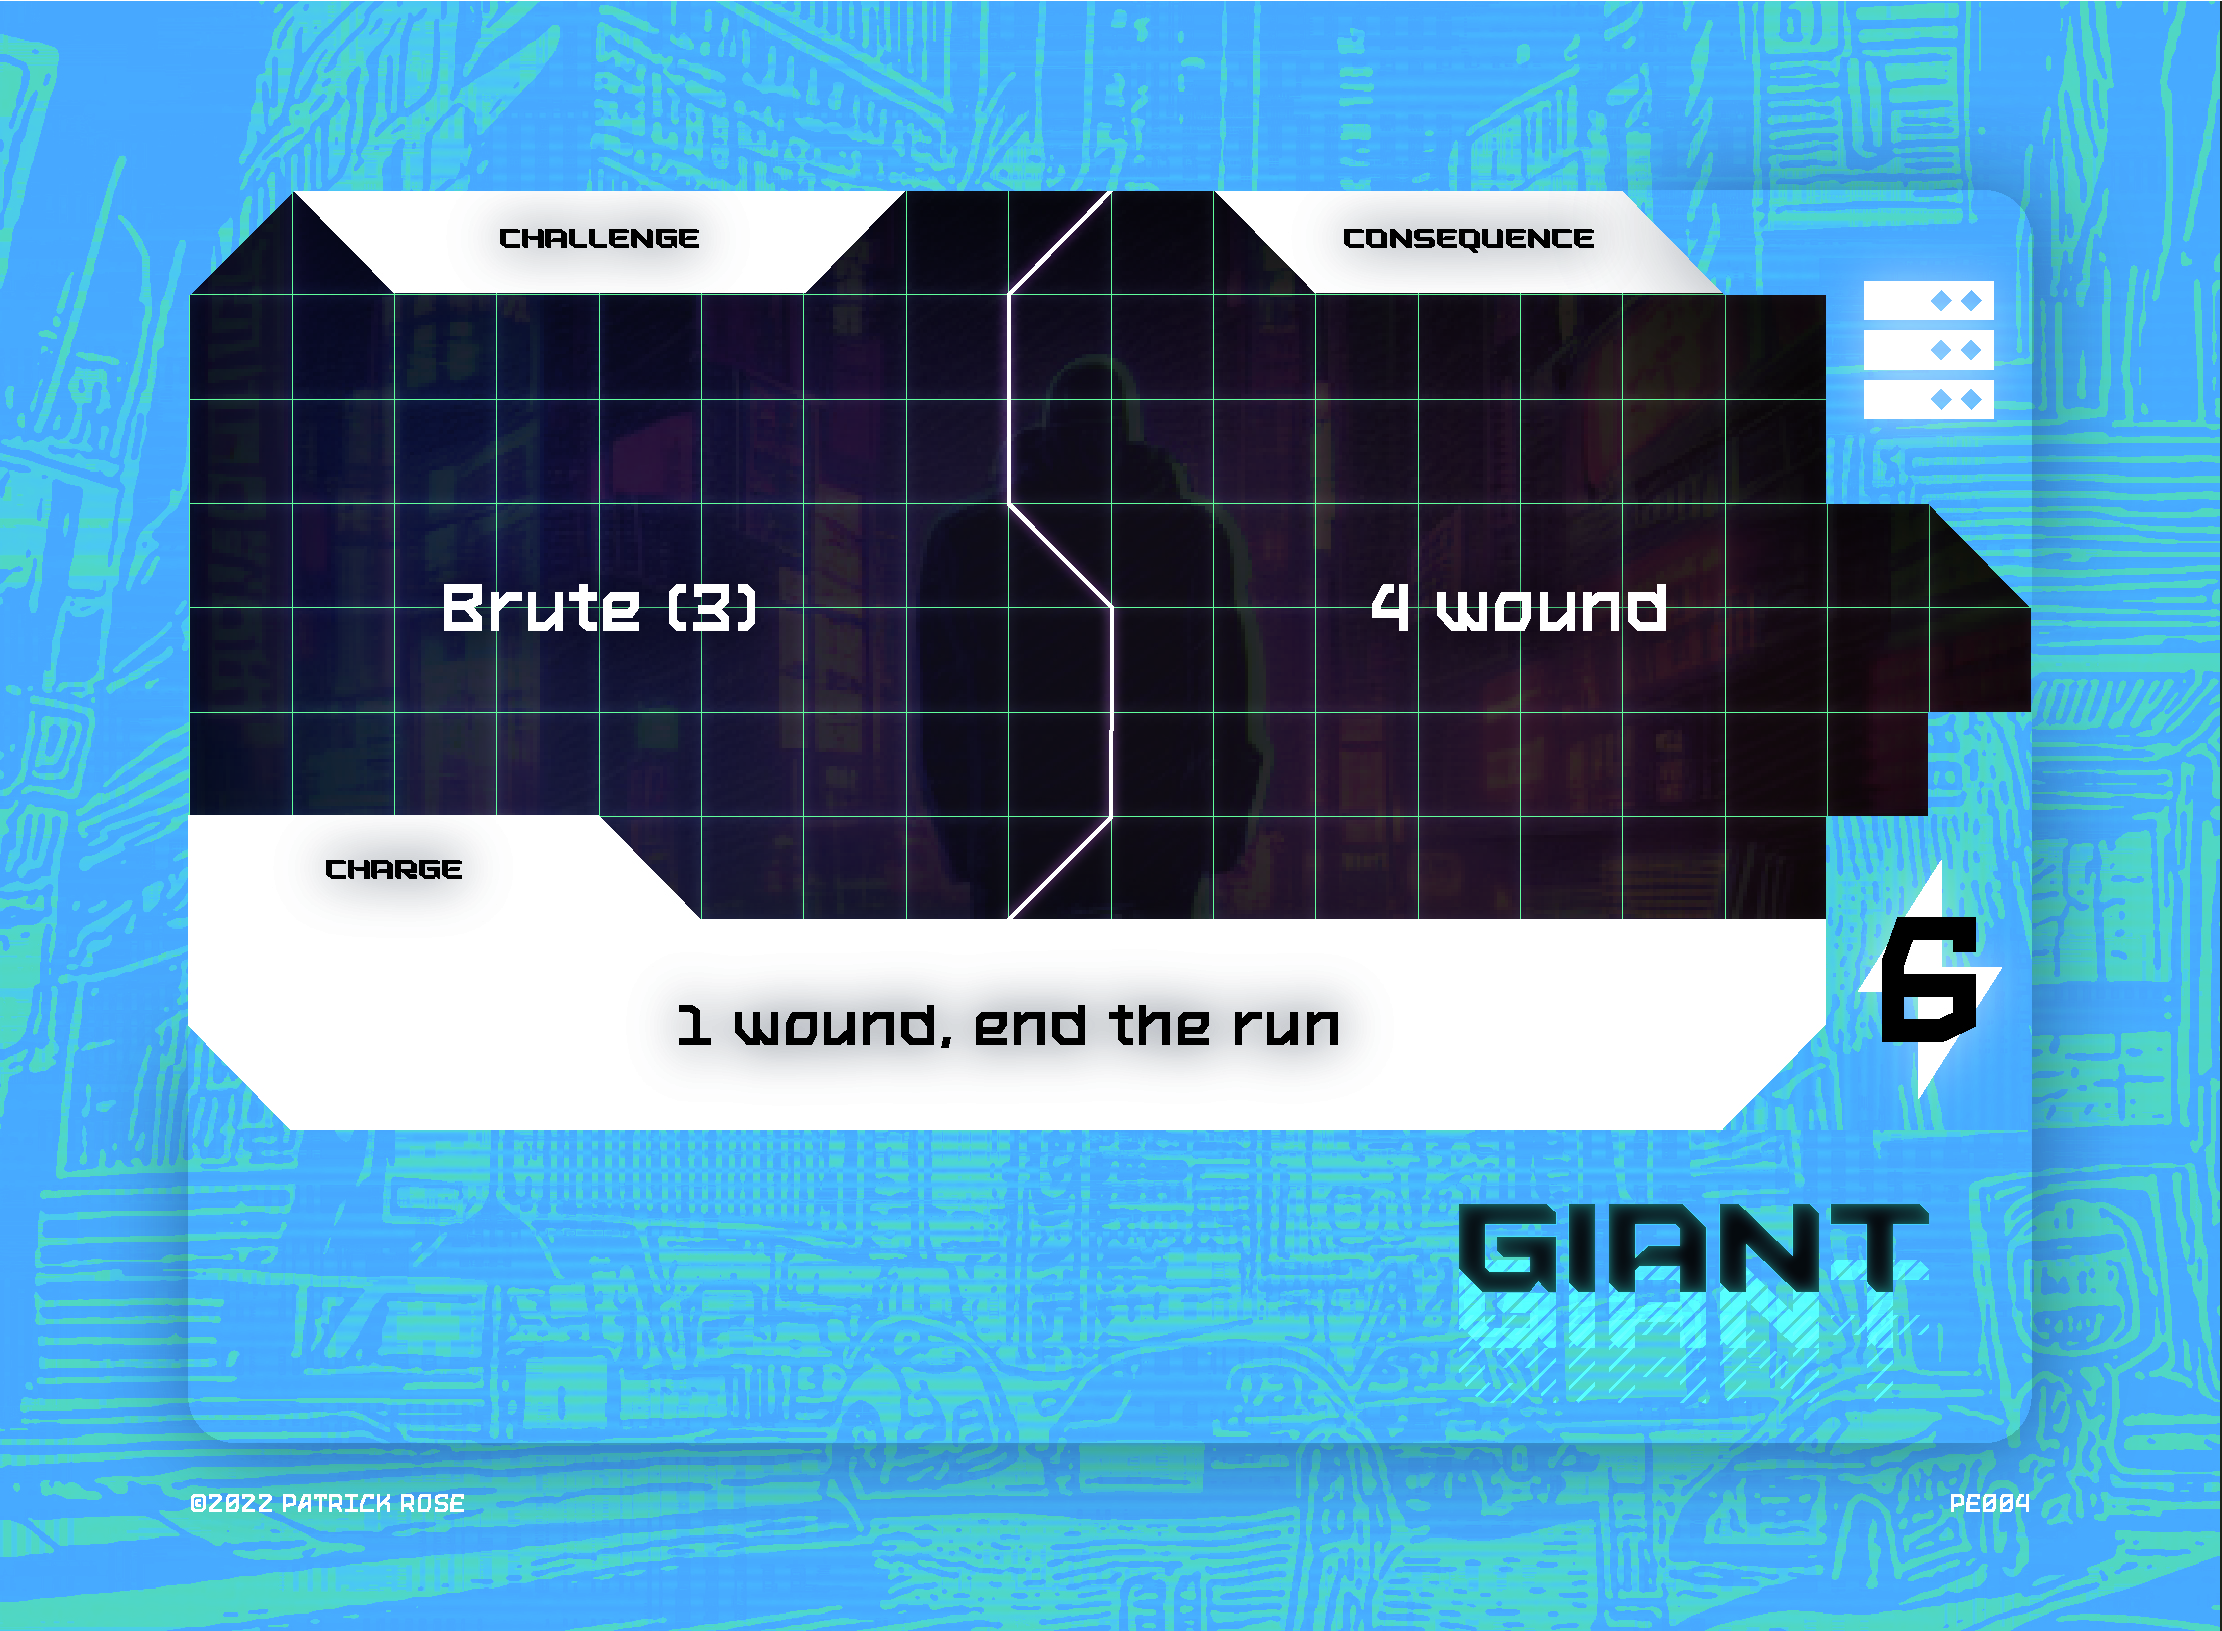 CHALLENGE
CONSEQUENCE
Brute (3)
4 wound
CHARGE
1 wound, end the run
6
GIANT
©2022 PATRICK ROSE
PE004